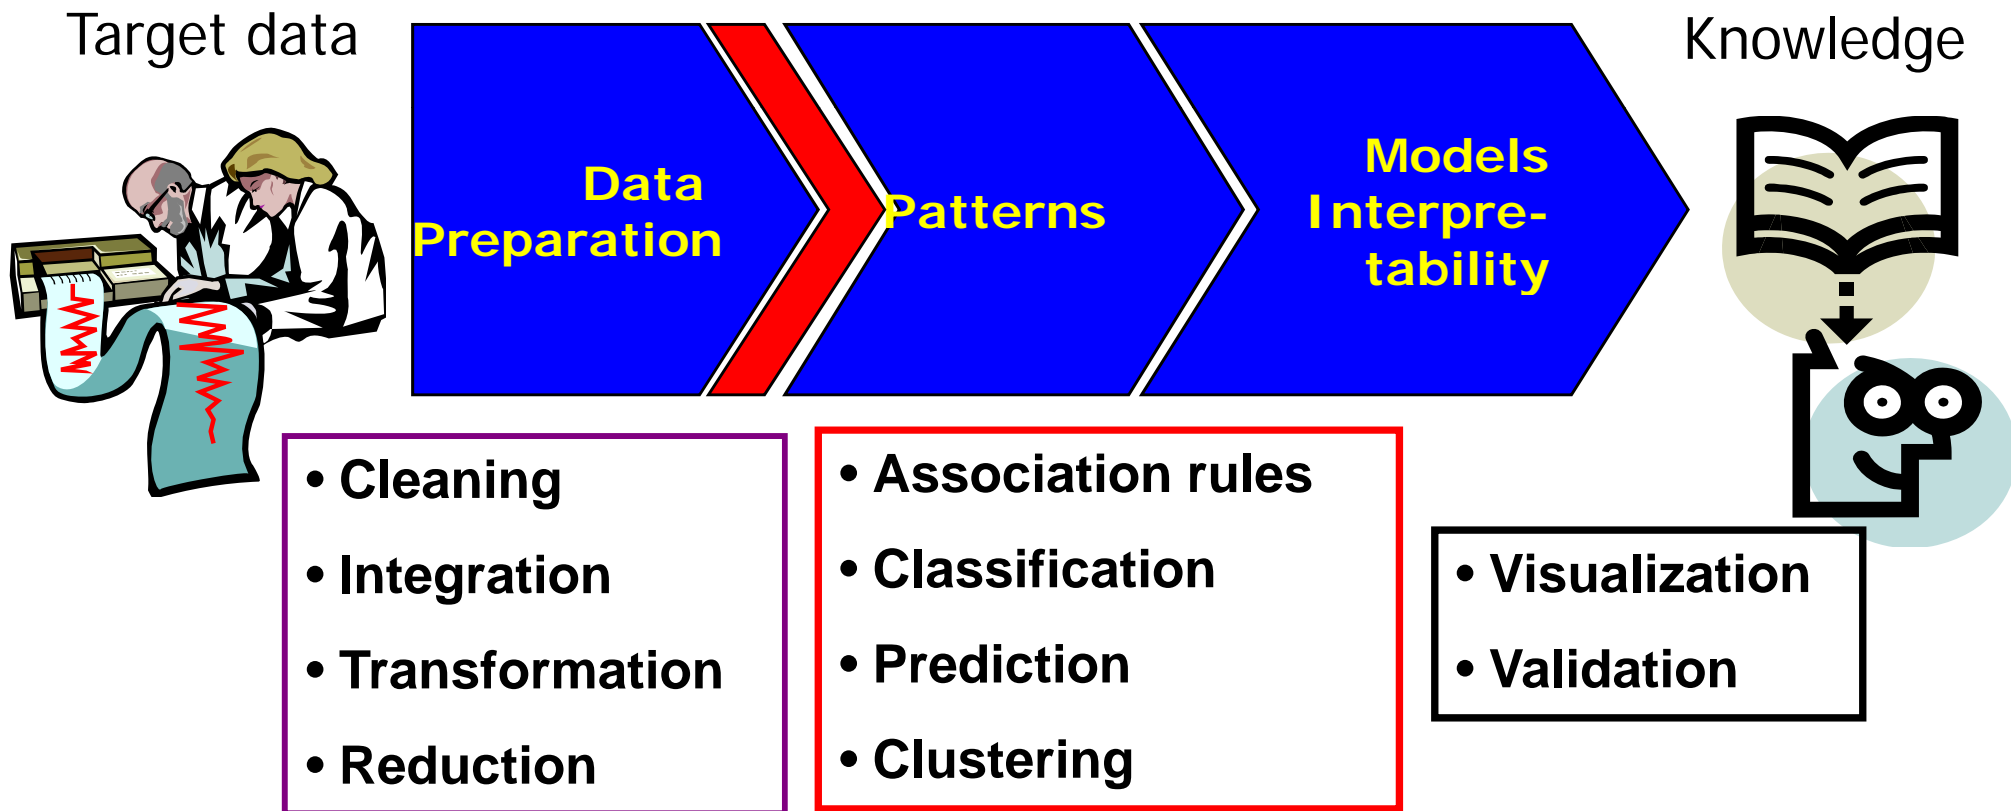 Target data
Knowledge
Data
Preparation
Patterns
Models
Interpre-
tability
• Cleaning
• Integration
• Transformation
• Reduction
• Association rules
• Classification
• Prediction
• Clustering
• Visualization
• Validation